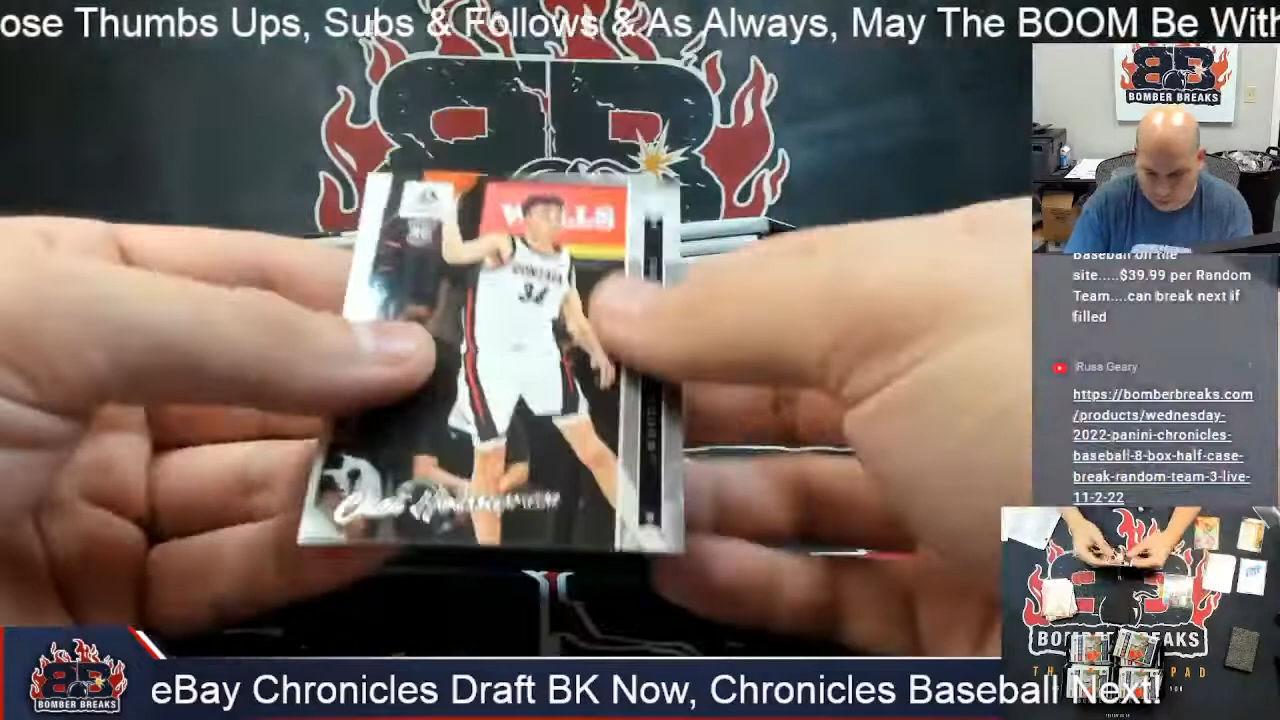 ose Thumbs Ups, Subs & Follows & As Always, May The BOOM Be With
BOMBER BREAKS
Baseball on the
site.....$39.99 per Random
Team....can break next if
filled
Russ Geary
https://bomberbreaks.com
/products/wednesday-
2022-panini-chronicles-
baseball-8-box-half-case-
break-random-team-3-live-
11-2-22
34
BOMBER BREAKS
BOMBER BREAKS
eBay Chronicles Draft BK Now, Chronicles Baseball Next!